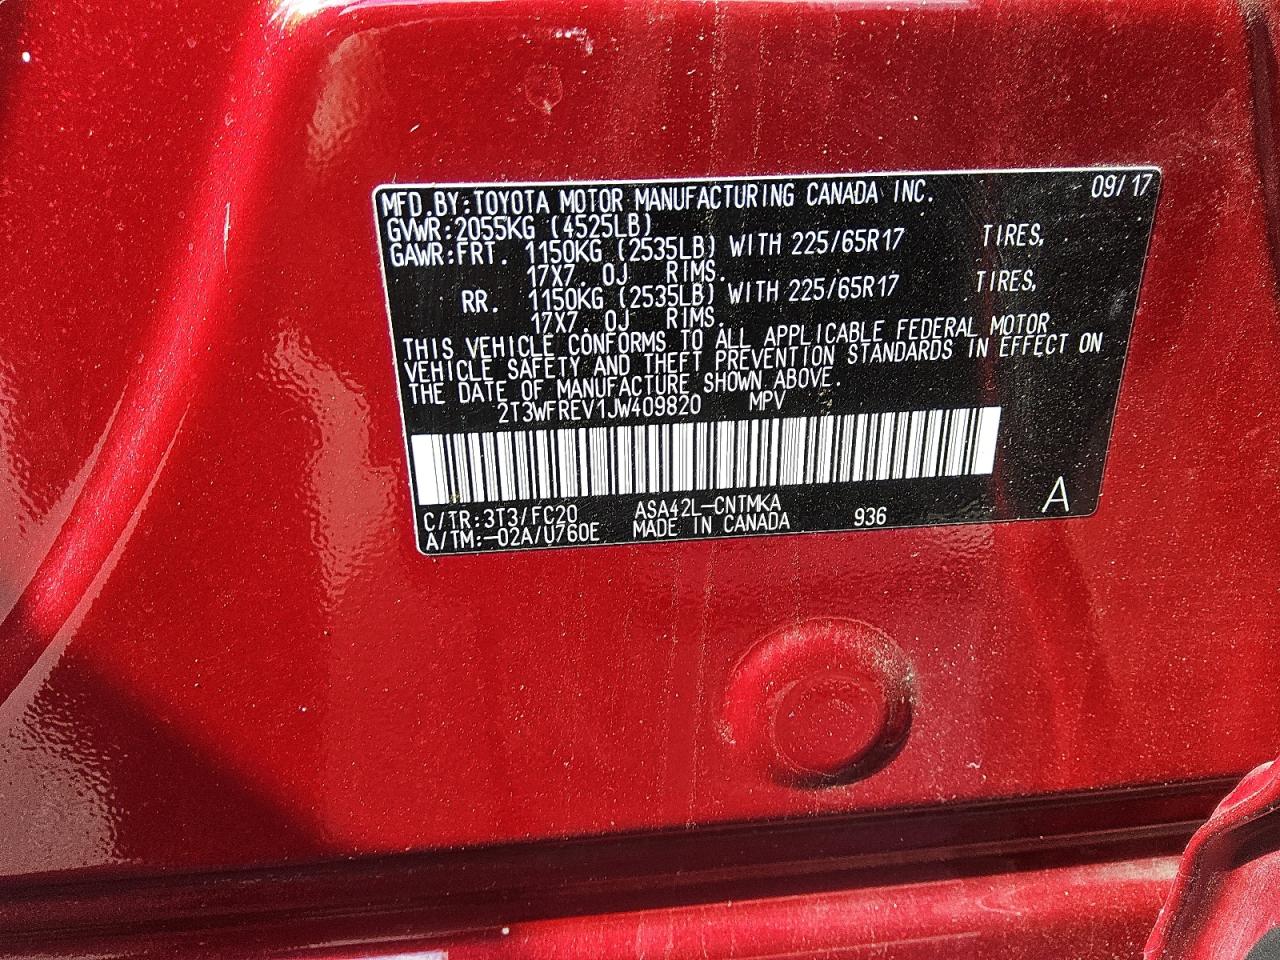 MFD.BY:TOYOTA MOTOR MANUFACTURING CANADA INC. 09/17
GVWR:2055KG (4525LB)
GAWR:FRT. 1150KG (2535LB) WITH 225/65R17 TIRES,
17X7.0J RIMS.
RR. 1150KG (2535LB) WITH 225/65R17 TIRES,
17X7.0J RIMS.
THIS VEHICLE CONFORMS TO ALL APPLICABLE FEDERAL MOTOR
VEHICLE SAFETY AND THEFT PREVENTION STANDARDS IN EFFECT ON
THE DATE OF MANUFACTURE SHOWN ABOVE.
2T3WFREV1JW409820 MPV
C/TR:3T3/FC20 ASA42L-CNTMKA
A/TM:-02A/U760E MADE IN CANADA 936 A